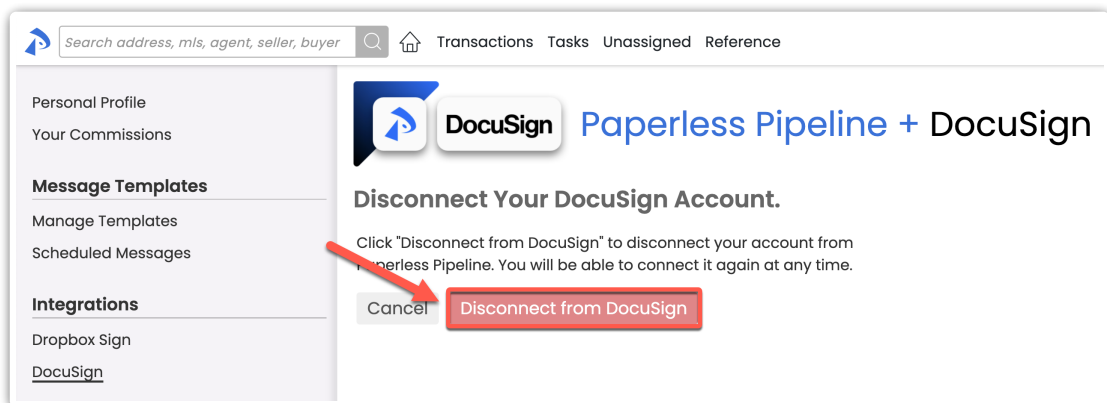 Search address, mls, agent, seller, buyer
Transactions Tasks Unassigned Reference
Personal Profile
Your Commissions
Message Templates
Manage Templates
Scheduled Messages
Integrations
Dropbox Sign
DocuSign
DocuSign
Paperless Pipeline + DocuSign
Disconnect Your DocuSign Account.
Click "Disconnect from DocuSign" to disconnect your account from
Paperless Pipeline. You will be able to connect it again at any time.
Cancel Disconnect from DocuSign